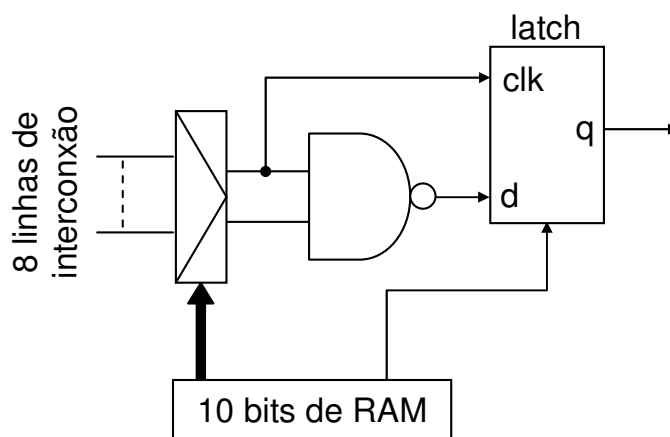 latch
8 linhas de
interconxão
clk
q
d
10 bits de RAM